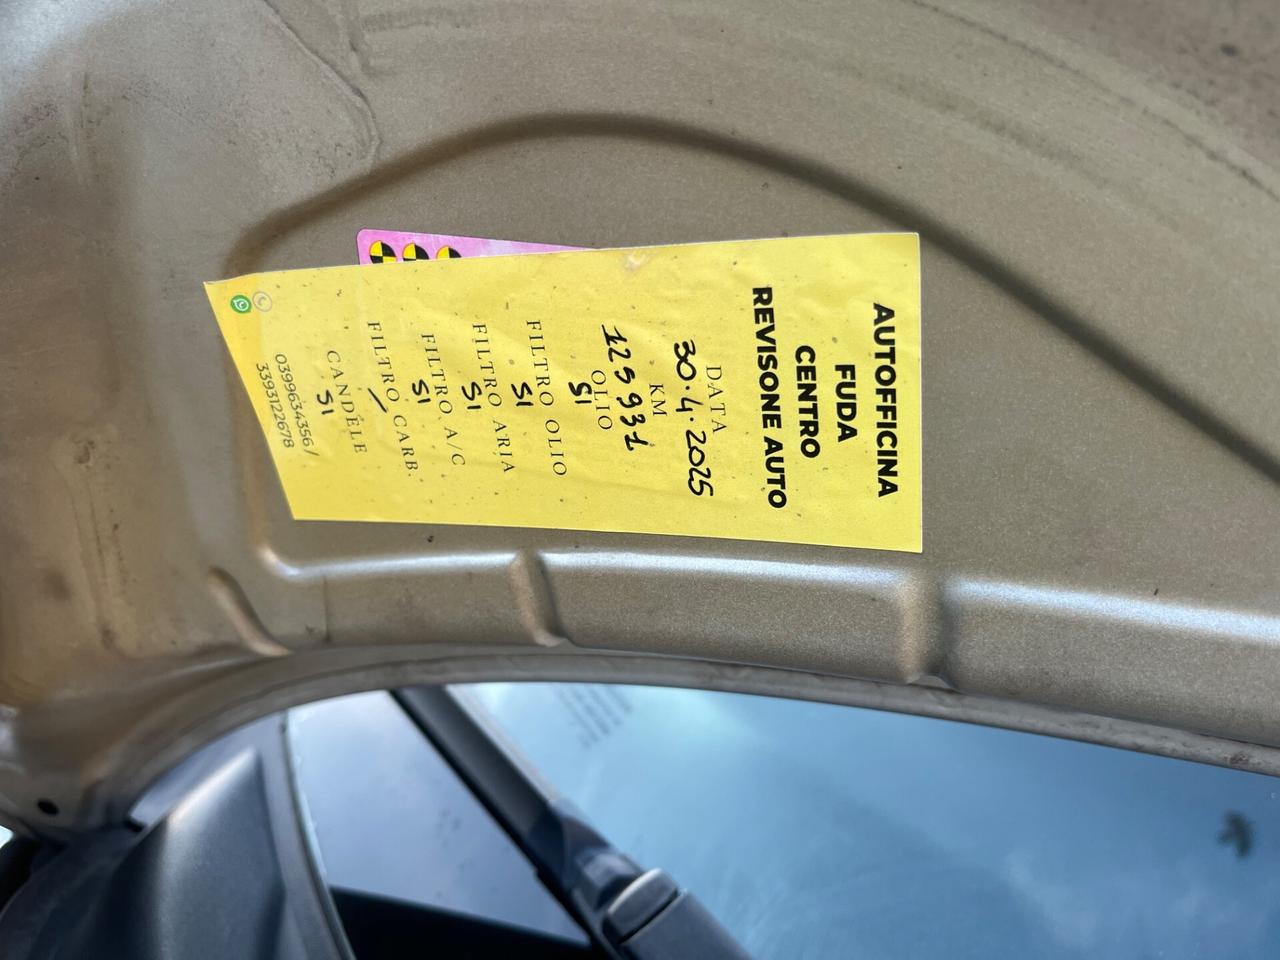 AUTOFFICINA
FUDA
CENTRO
REVISONE AUTO
DATA
30.4.2025
KM
125931
OLIO
SI
FILTRO OLIO
SI
FILTRO ARIA
SI
FILTRO A/C
SI
FILTRO CARB.
/
CANDELE
SI
0399634356/
3393122678